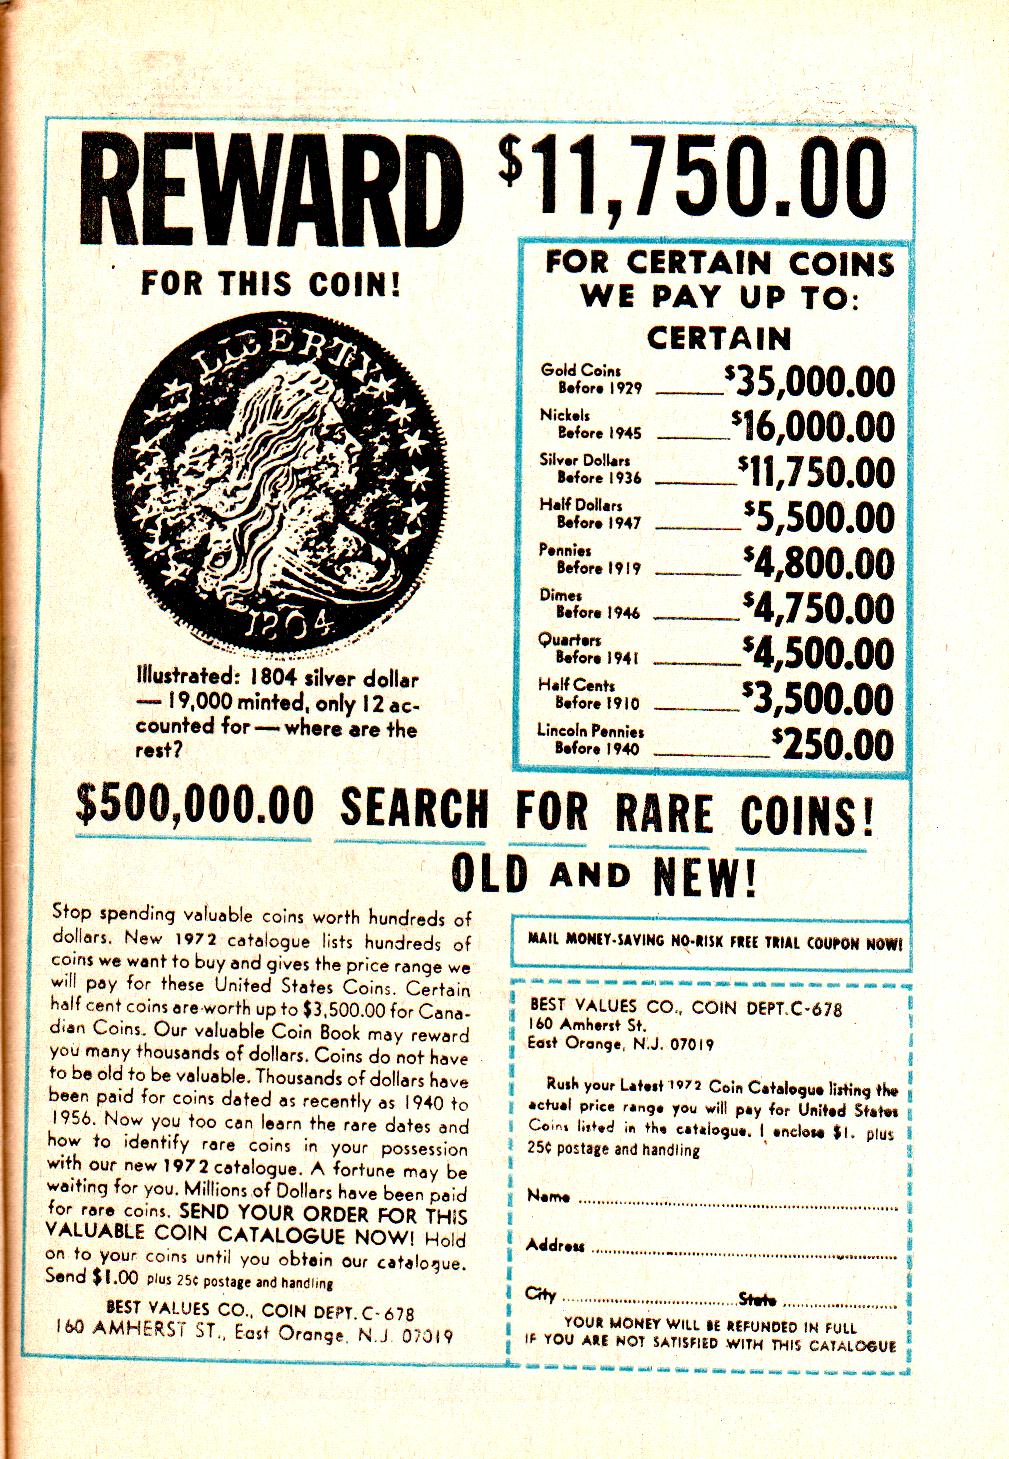 REWARD $11,750.00
FOR THIS COIN!
LIBERTY
1804
Illustrated: 1804 silver dollar
— 19,000 minted, only 12 ac-
counted for — where are the
rest?
FOR CERTAIN COINS
WE PAY UP TO:
CERTAIN
Gold Coins
Before 1929 ______ $35,000.00
Nickels
Before 1945 ______ $16,000.00
Silver Dollars
Before 1936 ______ $11,750.00
Half Dollars
Before 1947 ______ $5,500.00
Pennies
Before 1919 ______ $4,800.00
Dimes
Before 1946 ______ $4,750.00
Quarters
Before 1941 ______ $4,500.00
Half Cents
Before 1910 ______ $3,500.00
Lincoln Pennies
Before 1940 ______ $250.00
$500,000.00 SEARCH FOR RARE COINS!
OLD AND NEW!
Stop spending valuable coins worth hundreds of
dollars. New 1972 catalogue lists hundreds of
coins we want to buy and gives the price range we
will pay for these United States Coins. Certain
half cent coins are worth up to $3,500.00 for Cana-
dian Coins. Our valuable Coin Book may reward
you many thousands of dollars. Coins do not have
to be old to be valuable. Thousands of dollars have
been paid for coins dated as recently as 1940 to
1956. Now you too can learn the rare dates and
how to identify rare coins in your possession
with our new 1972 catalogue. A fortune may be
waiting for you. Millions of Dollars have been paid
for rare coins. SEND YOUR ORDER FOR THIS
VALUABLE COIN CATALOGUE NOW! Hold
on to your coins until you obtain our catalogue.
Send $1.00 plus 25¢ postage and handling
BEST VALUES CO., COIN DEPT. C-678
160 AMHERST ST., East Orange, N.J. 07019
MAIL MONEY-SAVING NO-RISK FREE TRIAL COUPON NOW!
BEST VALUES CO., COIN DEPT. C-678
160 Amherst St.
East Orange, N.J. 07019
Rush your Latest 1972 Coin Catalogue listing the
actual price range you will pay for United States
Coins listed in the catalogue. I enclose $1. plus
25¢ postage and handling
Name ..............................
Address ..............................
City .................... State ....................
YOUR MONEY WILL BE REFUNDED IN FULL
IF YOU ARE NOT SATISFIED WITH THIS CATALOGUE